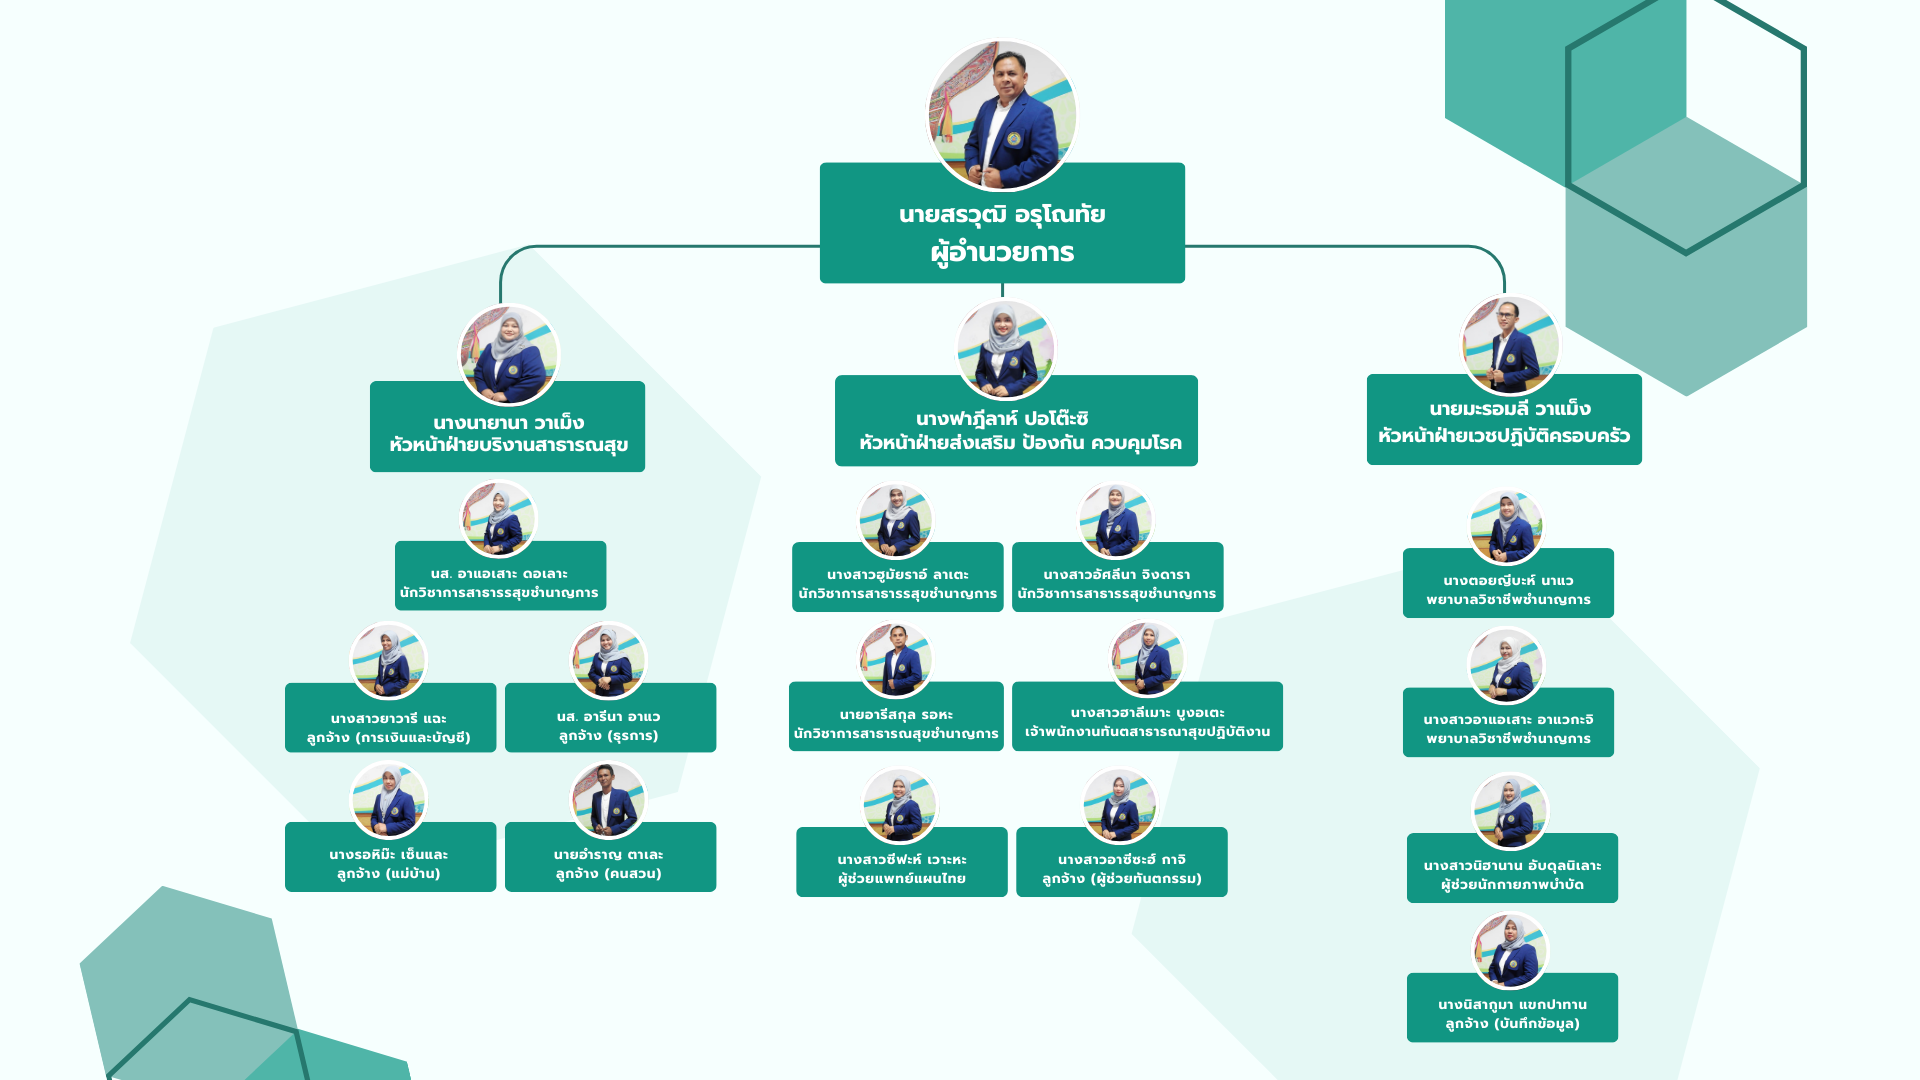 นายสรวุฒิ อรุโณทัย
ผู้อำนวยการ
นางนายานา วาเม็ง
หัวหน้าฝ่ายบริงานสาธารณสุข
นางฟาฎีลาห์ ปอโต๊ะซิ
หัวหน้าฝ่ายส่งเสริม ป้องกัน ควบคุมโรค
นายมะรอมลี วาแม็ง
หัวหน้าฝ่ายเวชปฏิบัติครอบครัว
นส. อาแอเสาะ ดอเลาะ
นักวิชาการสาธารรสุขชำนาญการ
นางสาวยาวารี แฉะ
ลูกจ้าง (การเงินและบัญชี)
นส. อารีนา อาแว
ลูกจ้าง (ธุรการ)
นางรอหิม๊ะ เซ็นและ
ลูกจ้าง (แม่บ้าน)
นายอำราญ ตาเละ
ลูกจ้าง (คนสวน)
นางสาวฮูมัยราอ์ ลาเตะ
นักวิชาการสาธารรสุขชำนาญการ
นางสาวอัศลีนา จิงดารา
นักวิชาการสาธารรสุขชำนาญการ
นายอารีสกุล รอหะ
นักวิชาการสาธารณสุขชำนาญการ
นางสาวฮาลีเมาะ บูงอเตะ
เจ้าพนักงานทันตสาธารณาสุขปฏิบัติงาน
นางสาวซีฟะห์ เวาะหะ
ผู้ช่วยแพทย์แผนไทย
นางสาวอาซีซะฮ์ กาจิ
ลูกจ้าง (ผู้ช่วยทันตกรรม)
นางตอยญีบะห์ นาแว
พยาบาลวิชาชีพชำนาญการ
นางสาวอาแอเสาะ อาแวกะจิ
พยาบาลวิชาชีพชำนาญการ
นางสาวนิฮานาน อับดุลนิเลาะ
ผู้ช่วยนักกายภาพบำบัด
นางนิสากูมา แขกปาทาน
ลูกจ้าง (บันทึกข้อมูล)